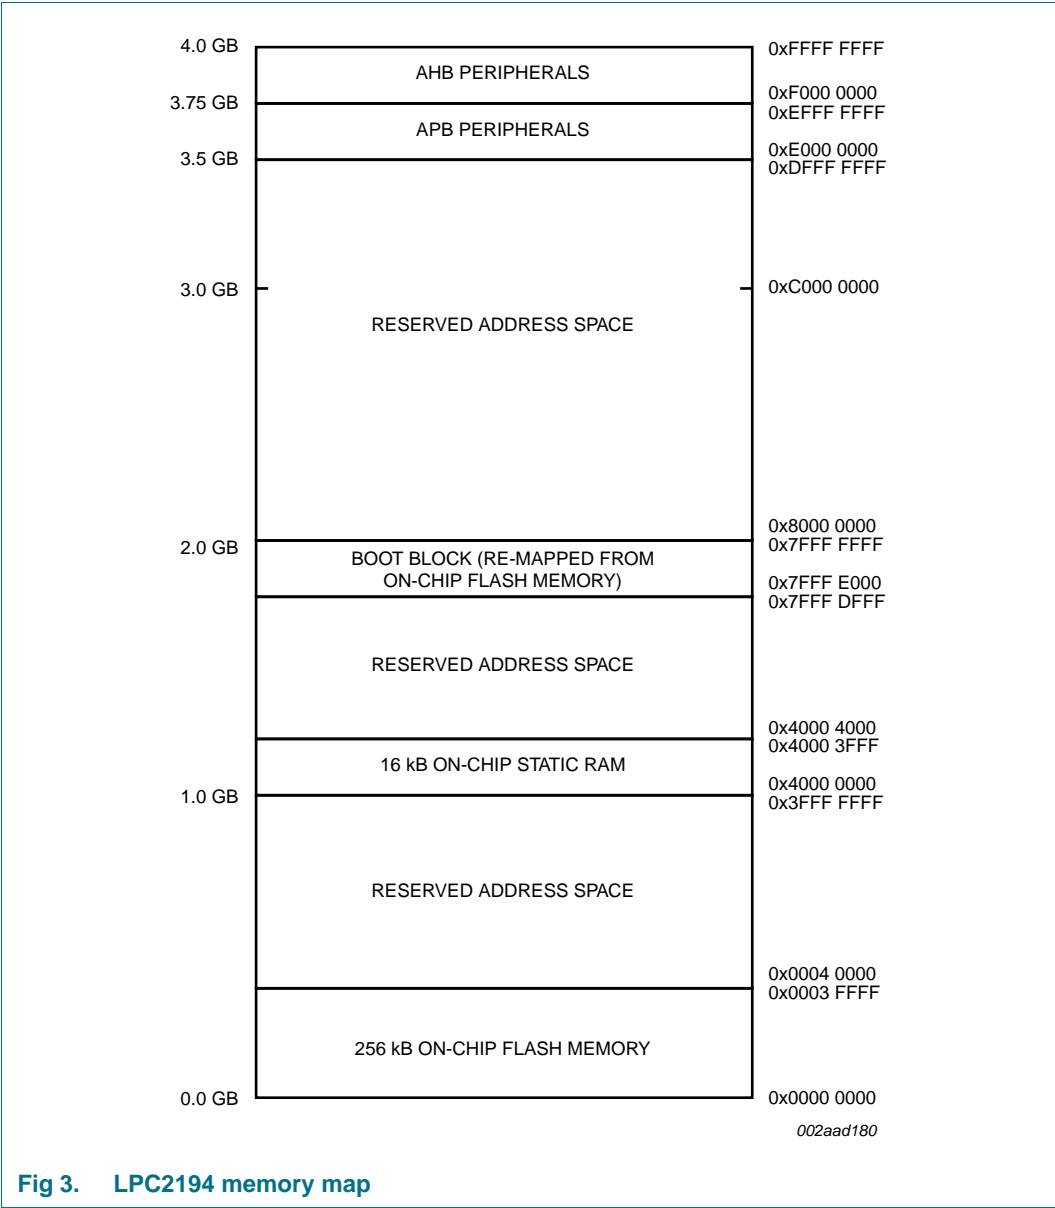 4.0 GB
0xFFFF FFFF
AHB PERIPHERALS
0xF000 0000
3.75 GB
0xEFFF FFFF
APB PERIPHERALS
0xE000 0000
3.5 GB
0xDFFF FFFF
3.0 GB
0xC000 0000
RESERVED ADDRESS SPACE
0x8000 0000
2.0 GB
0x7FFF FFFF
BOOT BLOCK (RE-MAPPED FROM
ON-CHIP FLASH MEMORY)
0x7FFF E000
0x7FFF DFFF
RESERVED ADDRESS SPACE
0x4000 4000
0x4000 3FFF
16 kB ON-CHIP STATIC RAM
0x4000 0000
1.0 GB
0x3FFF FFFF
RESERVED ADDRESS SPACE
0x0004 0000
0x0003 FFFF
256 kB ON-CHIP FLASH MEMORY
0.0 GB
0x0000 0000
002aad180
Fig 3. LPC2194 memory map